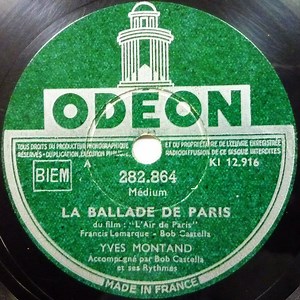 ODEON
TOUS DROITS DU PRODUCTEUR PHONOGRAPHIQUE
ET DU PROPRIÉTAIRE DE L'ŒUVRE ENREGISTRÉE
RÉSERVÉS - DUPLICATION, EXÉCUTION PUBLIQUE
RADIODIFFUSION DE CE DISQUE INTERDITES
A
KI 12.916
BIEM
282.864
Médium
LA BALLADE DE PARIS
du film : "L'Air de Paris"
Francis Lemarque - Bob Castella
YVES MONTAND
Accompagné par Bob Castella
et ses Rythmes
MADE IN FRANCE